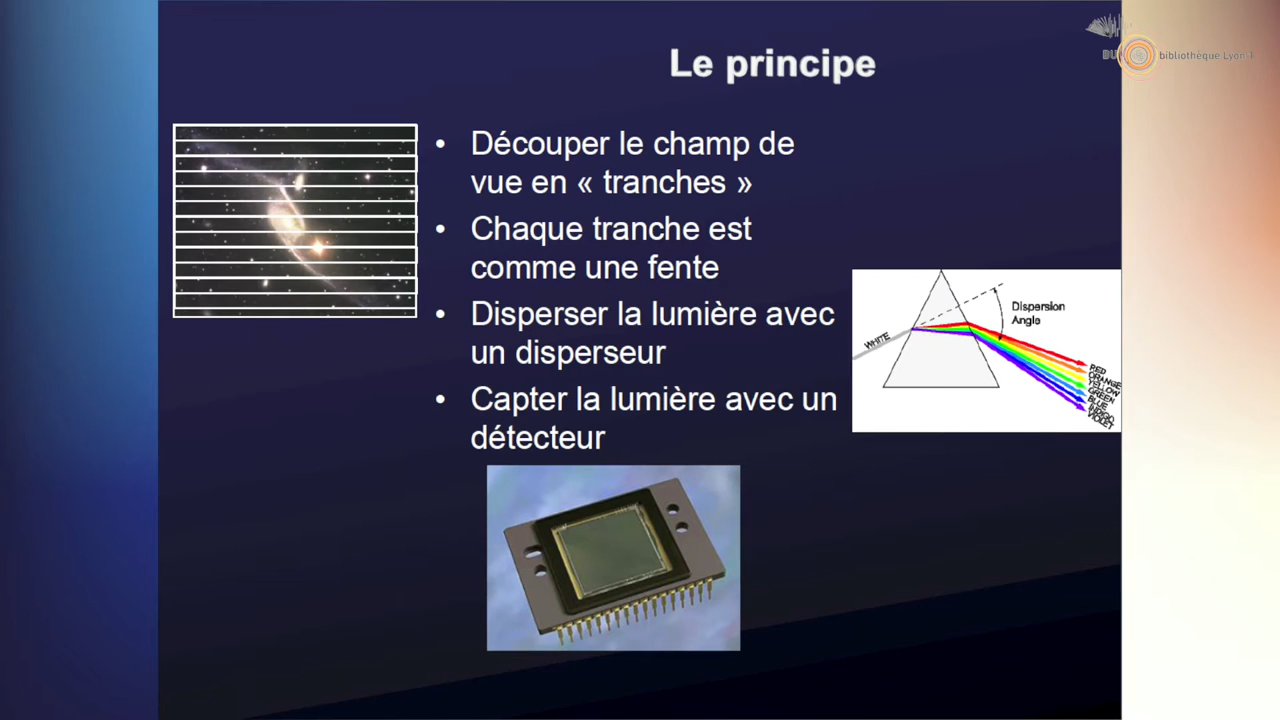 Le principe
BU
bibliothèque Lyon 1
• Découper le champ de
vue en « tranches »
• Chaque tranche est
comme une fente
• Disperser la lumière avec
un disperseur
• Capter la lumière avec un
détecteur
Dispersion
Angle
WHITE
RED
ORANGE
YELLOW
GREEN
BLUE
INDIGO
VIOLET